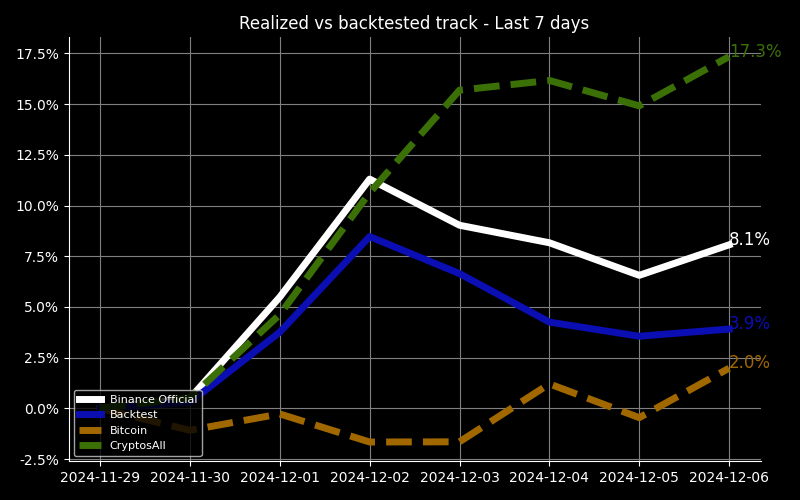 Realized vs backtested track - Last 7 days
17.5%
15.0%
12.5%
10.0%
7.5%
5.0%
2.5%
0.0%
-2.5%
17.3%
8.1%
3.9%
2.0%
Binance Official
Backtest
Bitcoin
CryptosAll
2024-11-29 2024-11-30 2024-12-01 2024-12-02 2024-12-03 2024-12-04 2024-12-05 2024-12-06